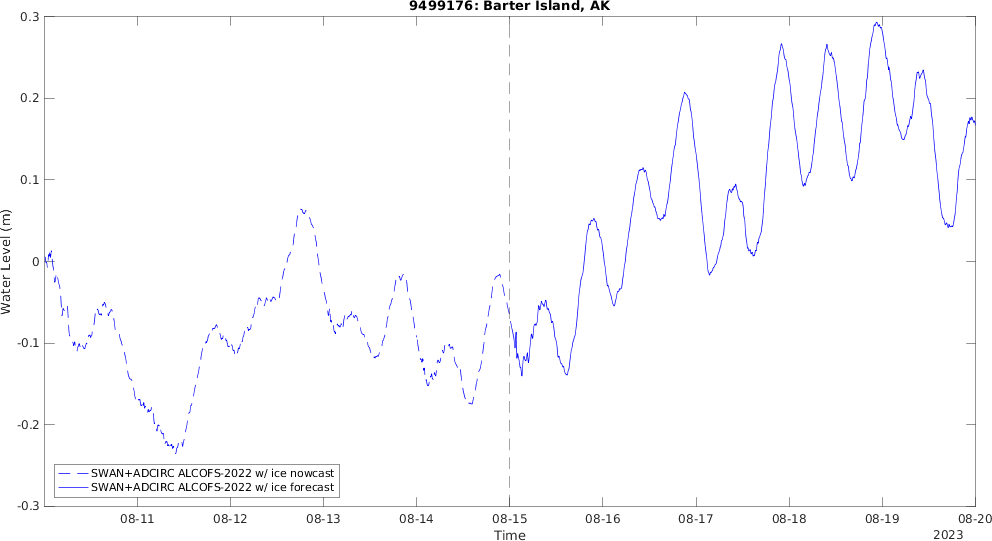 9499176: Barter Island, AK
0.3
0.2
0.1
0
-0.1
-0.2
-0.3
Water Level (m)
SWAN+ADCIRC ALCOFS-2022 w/ ice nowcast
SWAN+ADCIRC ALCOFS-2022 w/ ice forecast
08-11 08-12 08-13 08-14 08-15 08-16 08-17 08-18 08-19 08-20
Time
2023